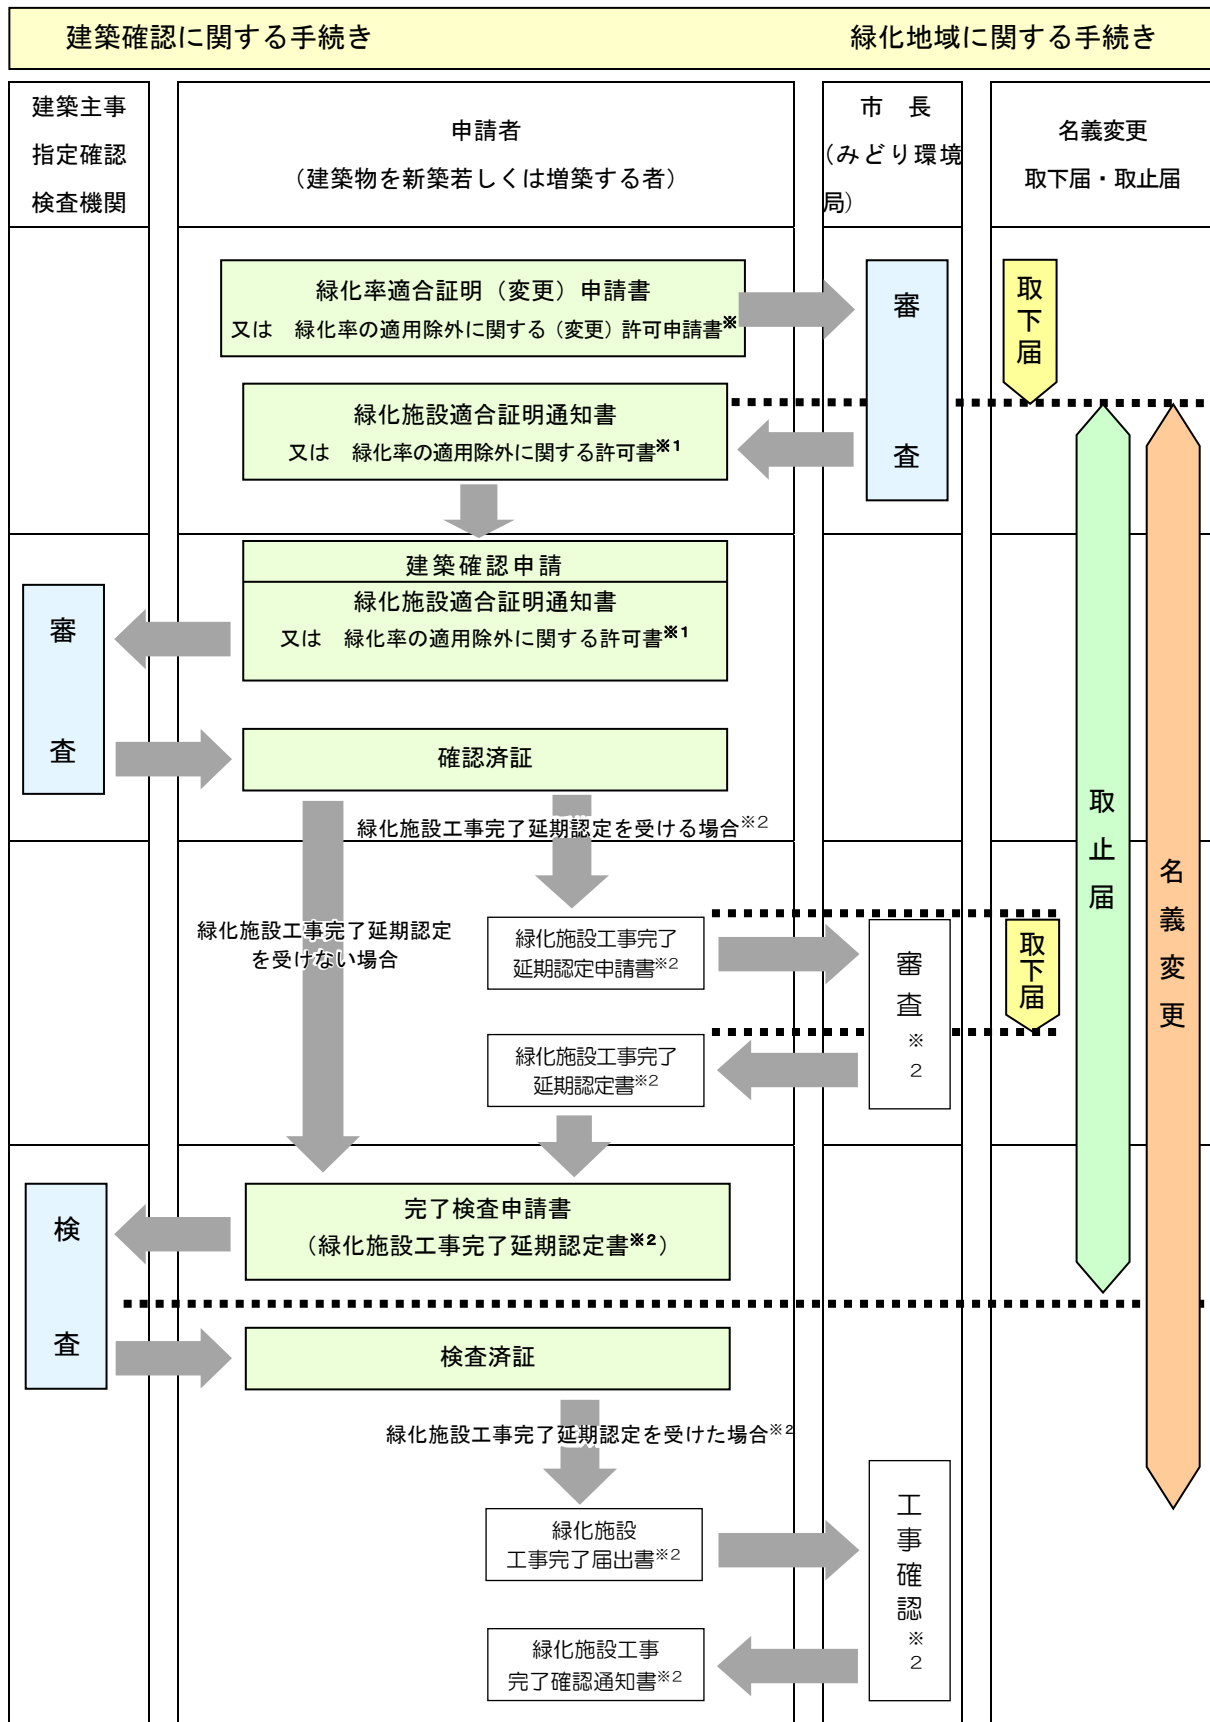 建築確認に関する手続き
緑化地域に関する手続き
建築主事
指定確認
検査機関
申請者
（建築物を新築若しくは増築する者）
市　長
（みどり環境
局）
名義変更
取下届・取止届
緑化率適合証明（変更）申請書
又は　緑化率の適用除外に関する（変更）許可申請書※
審査
取下届
緑化施設適合証明通知書
又は　緑化率の適用除外に関する許可書※1
建築確認申請
緑化施設適合証明通知書
又は　緑化率の適用除外に関する許可書※1
審査
確認済証
緑化施設工事完了延期認定を受ける場合※2
緑化施設工事完了延期認定
を受けない場合
緑化施設工事完了
延期認定申請書※2
審査※2
取下届
取止届
名義変更
緑化施設工事完了
延期認定書※2
完了検査申請書
（緑化施設工事完了延期認定書※2）
検査
検査済証
緑化施設工事完了延期認定を受けた場合※2
緑化施設
工事完了届出書※2
工事確認※2
緑化施設工事
完了確認通知書※2